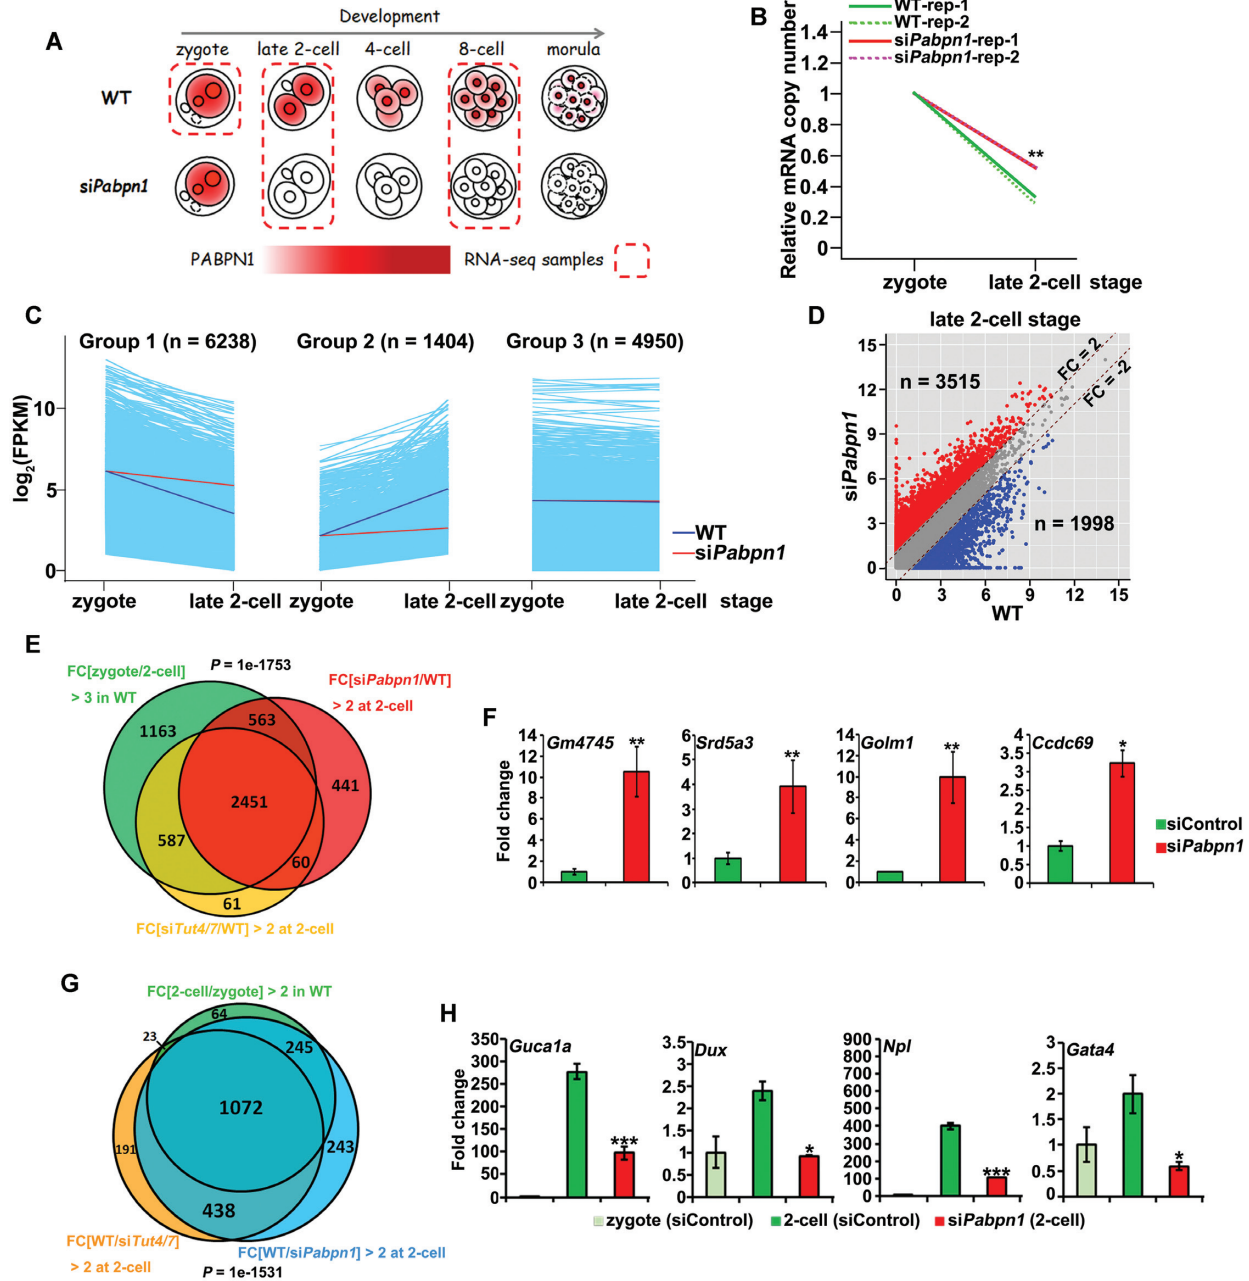 A
Development
zygote late 2-cell 4-cell 8-cell morula
WT
siPabpn1
PABPN1 RNA-seq samples
B
WT-rep-1
WT-rep-2
siPabpn1-rep-1
siPabpn1-rep-2
Relative mRNA copy number
1.4
1.2
1
0.8
0.6
0.4
0.2
0
**
zygote late 2-cell stage
C
Group 1 (n = 6238) Group 2 (n = 1404) Group 3 (n = 4950)
log2(FPKM)
10
5
0
WT
siPabpn1
zygote late 2-cell zygote late 2-cell zygote late 2-cell stage
D
late 2-cell stage
siPabpn1
15
12
9
6
3
0
n = 3515
FC = 2
FC = -2
n = 1998
0 3 6 9 12 15
WT
E
FC[zygote/2-cell]
> 3 in WT
P = 1e-1753
FC[siPabpn1/WT]
> 2 at 2-cell
1163
563
441
2451
587
60
61
FC[siTut4/7/WT] > 2 at 2-cell
F
Fold change
Gm4745
**
14
12
10
8
6
4
2
0
Srd5a3
**
6
5
4
3
2
1
0
Golm1
**
14
12
10
8
6
4
2
0
Ccdc69
*
4
3.5
3
2.5
2
1.5
1
0.5
0
siControl
siPabpn1
G
FC[2-cell/zygote] > 2 in WT
64
23
245
1072
191
243
438
FC[WT/siTut4/7]
> 2 at 2-cell
FC[WT/siPabpn1] > 2 at 2-cell
P = 1e-1531
H
Fold change
Guca1a
***
350
300
250
200
150
100
50
0
Dux
*
3.5
3
2.5
2
1.5
1
0.5
0
Npl
***
900
800
700
600
500
400
300
200
100
0
Gata4
*
3
2.5
2
1.5
1
0.5
0
zygote (siControl) 2-cell (siControl) siPabpn1 (2-cell)